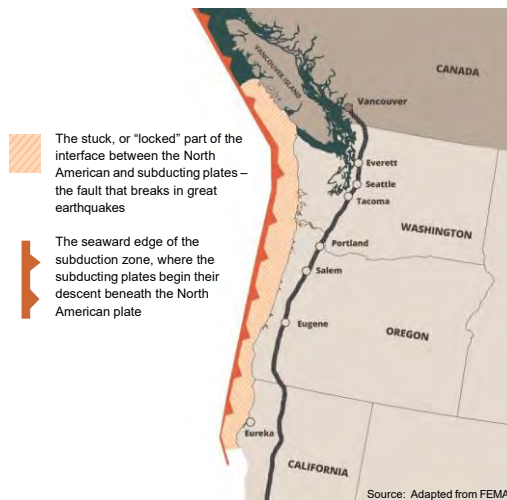 VANCOUVER ISLAND
CANADA
Vancouver
The stuck, or “locked” part of the
interface between the North
American and subducting plates –
the fault that breaks in great
earthquakes
Everett
Seattle
Tacoma
WASHINGTON
The seaward edge of the
subduction zone, where the
subducting plates begin their
descent beneath the North
American plate
Portland
Salem
Eugene
OREGON
Eureka
CALIFORNIA
Source: Adapted from FEMA